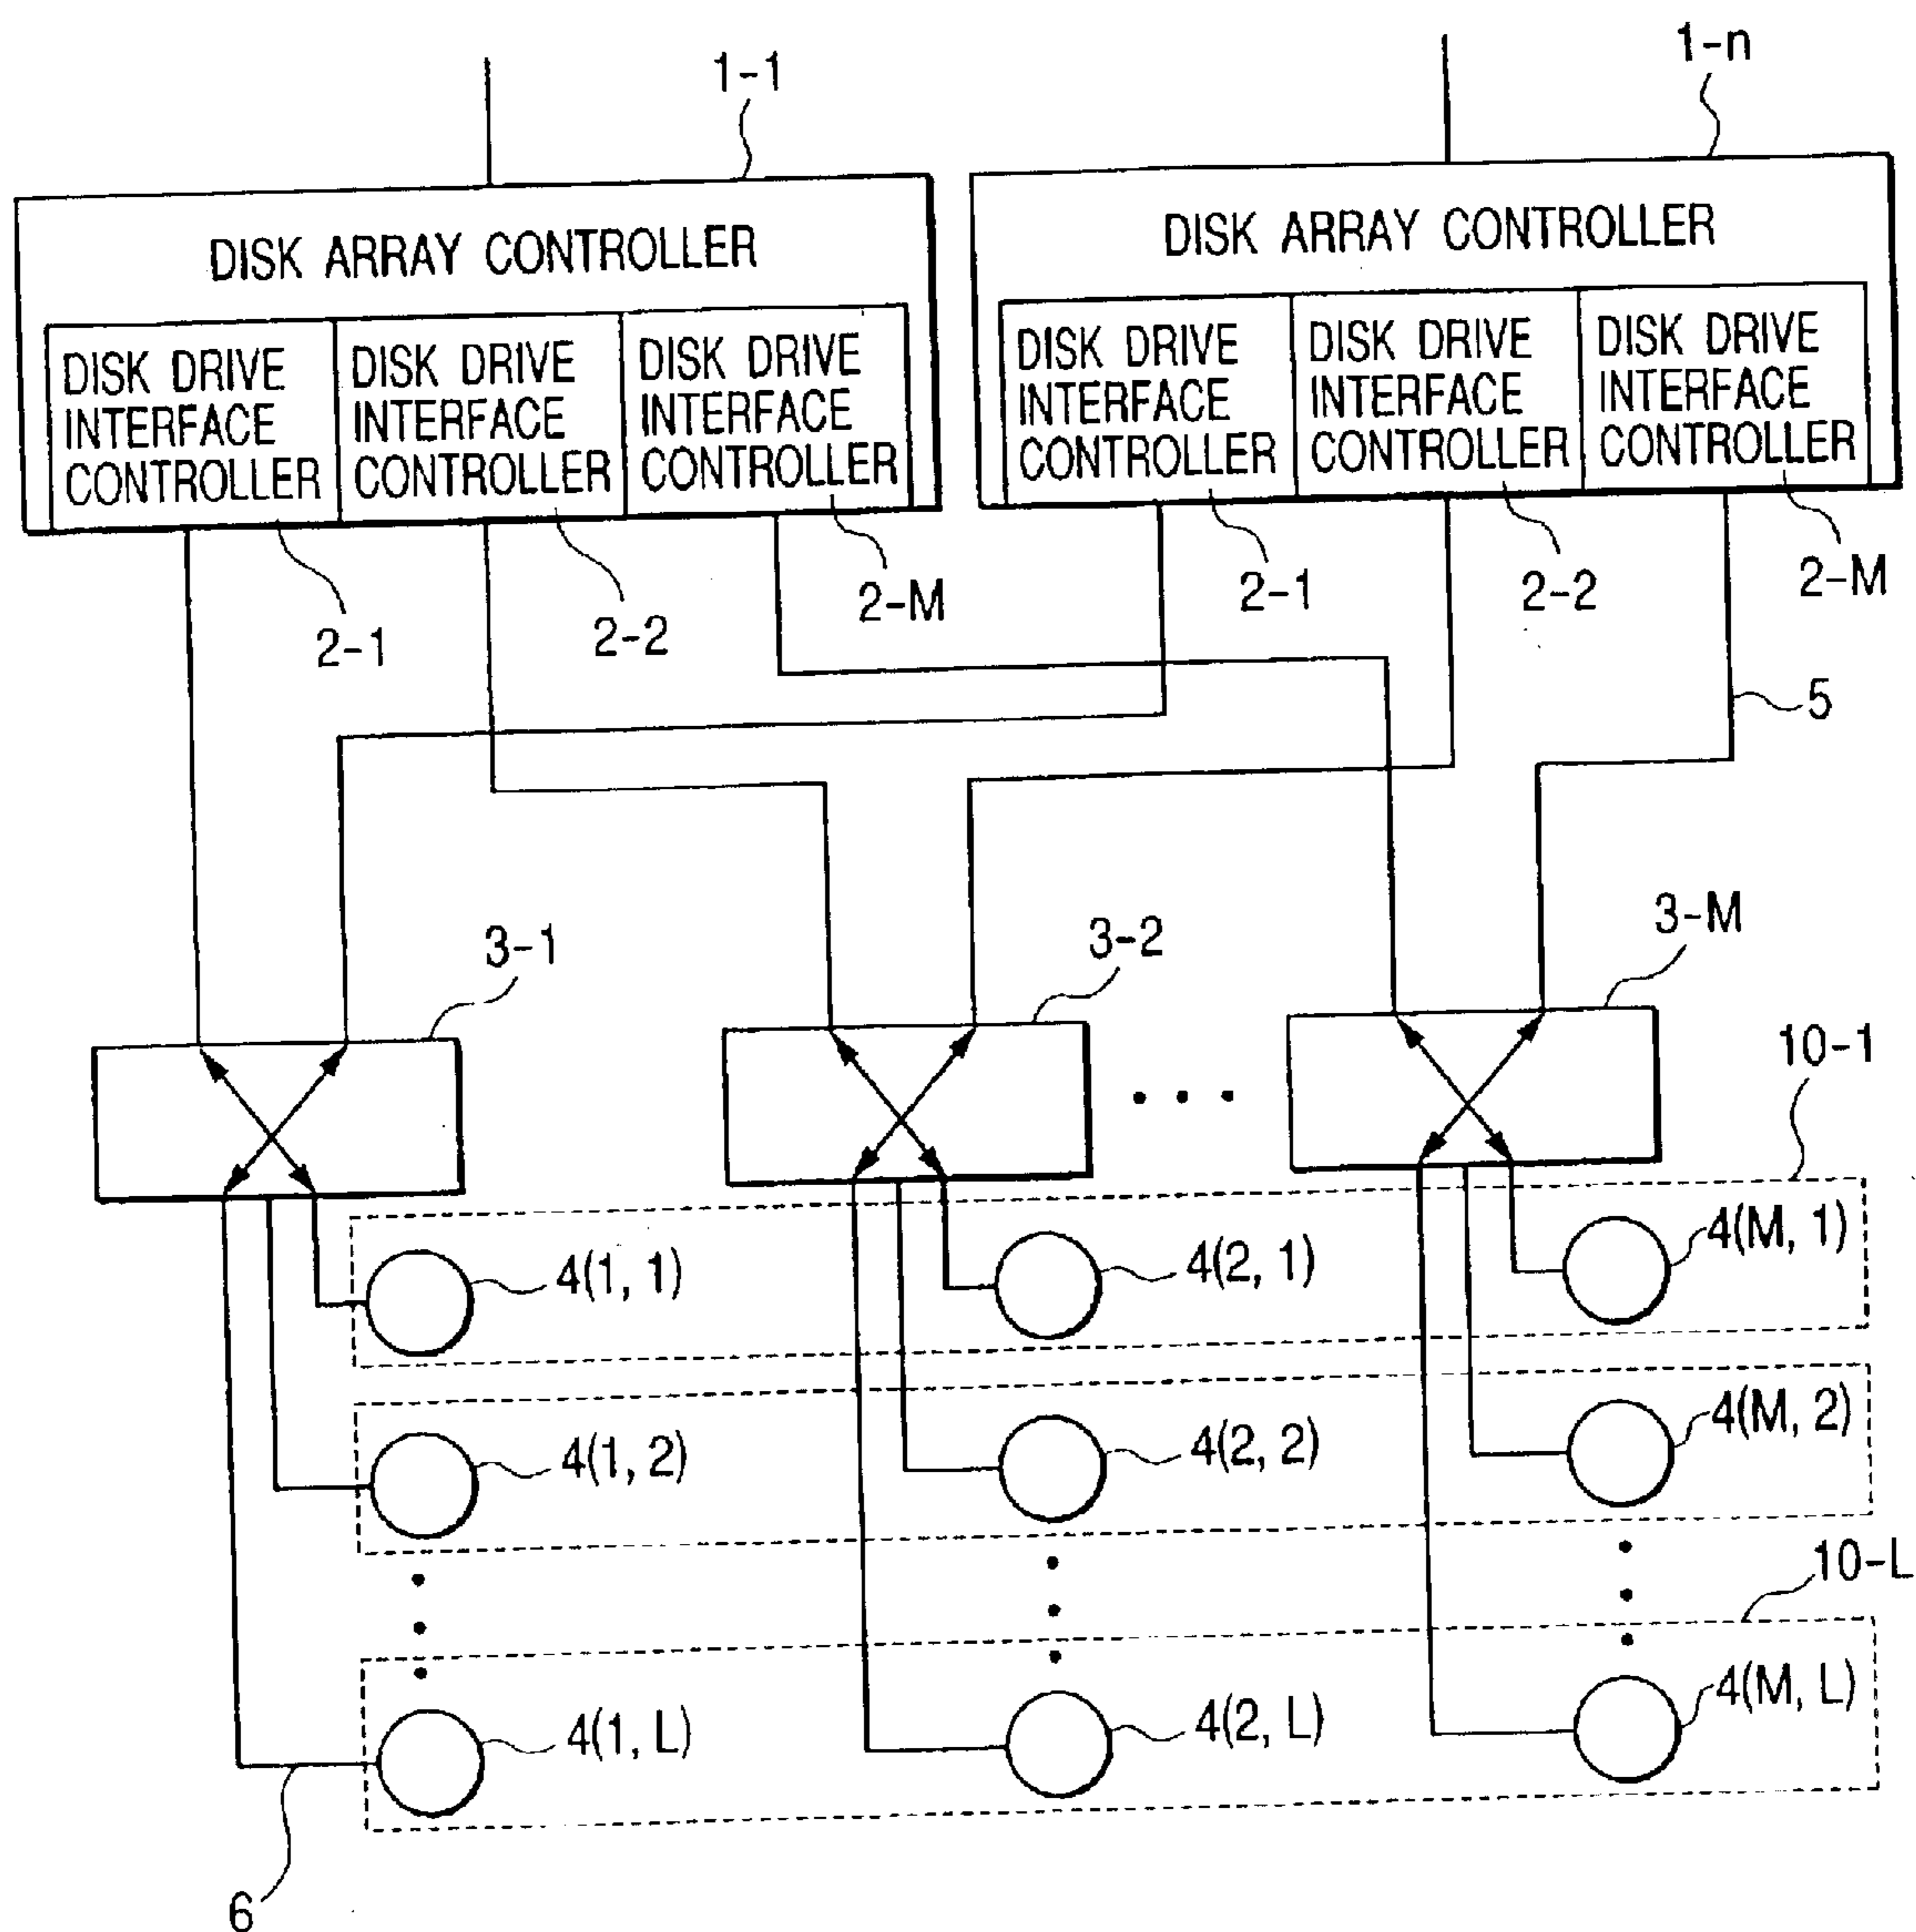 1-1
1-n
DISK ARRAY CONTROLLER
DISK ARRAY CONTROLLER
DISK DRIVE
INTERFACE
CONTROLLER
DISK DRIVE
INTERFACE
CONTROLLER
DISK DRIVE
INTERFACE
CONTROLLER
DISK DRIVE
INTERFACE
CONTROLLER
DISK DRIVE
INTERFACE
CONTROLLER
DISK DRIVE
INTERFACE
CONTROLLER
2-1
2-2
2-M
2-1
2-2
2-M
5
3-1
3-2
3-M
10-1
4(1, 1)
4(2, 1)
4(M, 1)
4(1, 2)
4(2, 2)
4(M, 2)
10-L
4(1, L)
4(2, L)
4(M, L)
6